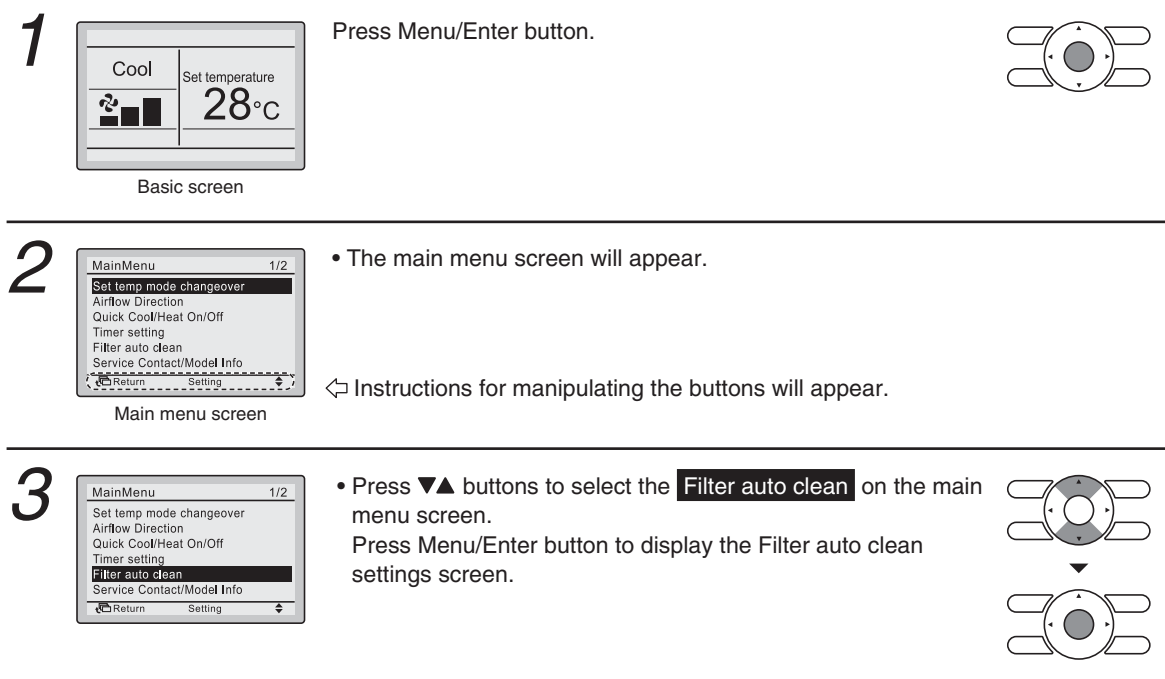 1
Cool
Set temperature
28°C
Basic screen
Press Menu/Enter button.
2
MainMenu 1/2
Set temp mode changeover
Airflow Direction
Quick Cool/Heat On/Off
Timer setting
Filter auto clean
Service Contact/Model Info
Return Setting
Main menu screen
• The main menu screen will appear.
Instructions for manipulating the buttons will appear.
3
MainMenu 1/2
Set temp mode changeover
Airflow Direction
Quick Cool/Heat On/Off
Timer setting
Filter auto clean
Service Contact/Model Info
Return Setting
• Press ▼▲ buttons to select the Filter auto clean on the main
menu screen.
Press Menu/Enter button to display the Filter auto clean
settings screen.